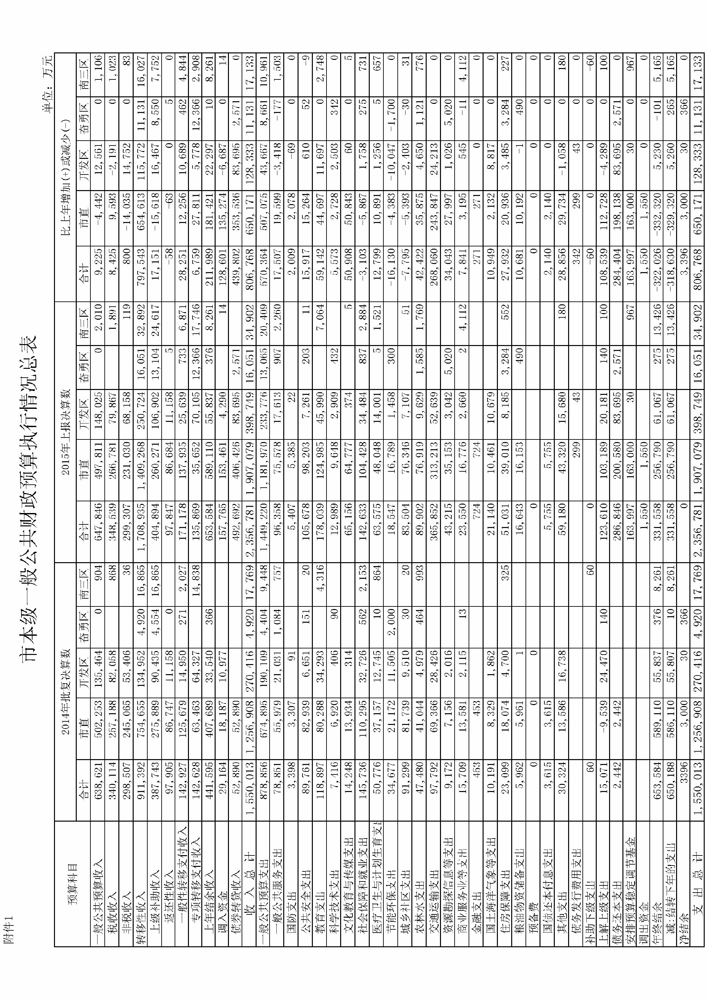 附件1
市本级一般公共财政预算执行情况总表
单位：万元
预算科目 2014年批复决算数 2015年上报决算数 比上年增加(+)或减少(-)
合计 市直 开发区 奋勇区 南三区 合计 市直 开发区 奋勇区 南三区 合计 市直 开发区 奋勇区 南三区
一般公共预算收入 638,621 502,253 135,464 0 904 647,846 497,811 148,025 0 2,010 9,225 -4,442 12,561 0 1,106
税收收入 340,114 257,188 82,058 868 348,539 266,781 79,867 1,891 8,425 9,593 -2,191 0 1,023
非税收入 298,507 245,065 53,406 36 299,307 231,030 68,158 119 800 -14,035 14,752 0 83
转移性收入 911,392 754,655 134,952 4,920 16,865 1,708,935 1,409,268 250,724 16,051 32,892 797,543 654,613 115,772 11,131 16,027
上级补助收入 387,743 275,889 90,435 4,554 16,865 404,894 260,271 106,902 13,104 24,617 17,151 -15,618 16,467 8,550 7,752
返还性收入 97,905 86,747 11,158 0 97,847 86,684 11,158 5 -58 -63 0 5 0
一般性转移支付收入 142,927 125,679 14,950 271 2,027 171,178 137,935 25,639 733 6,871 28,251 12,256 10,689 462 4,844
专项转移支付收入 142,628 63,463 64,327 14,838 135,869 35,652 70,105 12,366 17,746 6,759 27,811 5,778 12,366 2,908
上年结余收入 441,595 407,689 33,540 366 653,584 589,110 55,837 376 8,261 211,989 181,421 22,297 10 8,261
调入资金 29,164 18,187 10,977 157,765 153,461 4,290 14 128,601 135,274 -6,687 0 14
债券转贷收入 52,890 52,890 492,692 406,426 83,695 2,571 439,802 353,536 83,695 2,571 0
收 入 总 计 1,550,013 1,256,908 270,416 4,920 17,769 2,356,781 1,907,079 398,749 16,051 34,902 806,768 650,171 128,333 11,131 17,133
一般公共预算支出 878,856 674,895 190,109 4,404 9,448 1,449,220 1,181,970 233,776 13,065 20,409 570,364 507,075 43,667 8,661 10,961
一般公共服务支出 78,851 55,979 21,031 1,084 757 96,358 75,578 17,613 907 2,260 17,507 19,599 -3,418 -177 1,503
国防支出 3,398 3,307 91 5,407 5,385 22 2,009 2,078 -69 0 0
公共安全支出 89,761 82,939 6,651 151 20 105,678 98,203 7,261 203 11 15,917 15,264 610 52 -9
教育支出 118,897 80,288 34,293 4,316 178,039 124,985 45,990 7,064 59,142 44,697 11,697 0 2,748
科学技术支出 7,416 6,920 406 90 12,989 9,648 2,909 432 5,573 2,728 2,503 342 0
文化教育与传媒支出 14,248 13,934 314 65,156 64,777 374 5 50,908 50,843 60 0 5
社会保障和就业支出 145,736 110,295 32,726 562 2,153 142,633 104,428 34,484 837 2,884 -3,103 -5,867 1,758 275 731
医疗卫生与计划生育支出 50,776 37,157 12,745 10 864 63,575 48,048 14,001 5 1,521 12,799 10,891 1,256 5 657
节能环保支出 34,677 21,172 11,505 2,000 18,547 16,789 1,458 300 -16,130 -4,383 -10,047 -1,700 0
城乡社区支出 91,299 81,739 9,510 30 20 83,504 76,346 7,107 51 -7,795 -5,393 -2,403 -30 31
农林水支出 47,480 41,044 4,979 464 993 89,902 76,919 9,629 1,585 1,769 42,422 35,875 4,650 1,121 776
交通运输支出 97,792 69,366 28,426 365,852 313,213 52,639 268,060 243,847 24,213 0 0
资源勘探信息等支出 9,172 7,156 2,016 43,215 35,153 3,042 5,020 34,043 27,997 1,026 5,020 0
商业服务业等支出 15,709 13,581 2,115 13 23,550 16,776 2,660 2 4,112 7,841 3,195 545 -11 4,112
金融支出 453 453 724 724 271 271 0 0 0
国土海洋气象等支出 10,191 8,329 1,862 21,140 10,461 10,679 10,949 2,132 8,817 0 0
住房保障支出 23,099 18,074 4,700 325 51,031 39,010 8,185 3,284 552 27,932 20,936 3,485 3,284 227
粮油物资储备支出 5,962 5,961 1 16,643 16,153 490 10,681 10,192 -1 490 0
预备费 0 0 0 0 0 0 0 0 0
国债还本付息支出 3,615 3,615 5,755 5,755 2,140 2,140 0 0 0
其他支出 30,324 13,586 16,738 59,180 43,320 15,680 180 28,856 29,734 -1,058 0 180
债务发行费用支出 299 43 342 299 43 0 0
补助下级支出 60 60 0 -60 0 0 0 -60
上解上级支出 15,071 -9,539 24,470 140 123,610 103,189 20,181 140 100 108,539 112,728 -4,289 0 100
债务还本支出 2,442 2,442 286,846 200,580 83,695 2,571 284,404 198,138 83,695 2,571 0
安排预算稳定调节基金 163,997 163,000 30 967 163,997 163,000 30 0 967
调出资金 1,550 1,550 1,550 1,550 0 0 0
年终结余 653,584 589,110 55,837 376 8,261 331,558 256,790 61,067 275 13,426 -322,026 -332,320 5,230 -101 5,165
减:结转下年的支出 650,188 586,110 55,807 10 8,261 331,558 256,790 61,067 275 13,426 -318,630 -329,320 5,260 265 5,165
净结余 3396 3,000 30 366 0 3,396 3,000 30 366 0
支 出 总 计 1,550,013 1,256,908 270,416 4,920 17,769 2,356,781 1,907,079 398,749 16,051 34,902 806,768 650,171 128,333 11,131 17,133